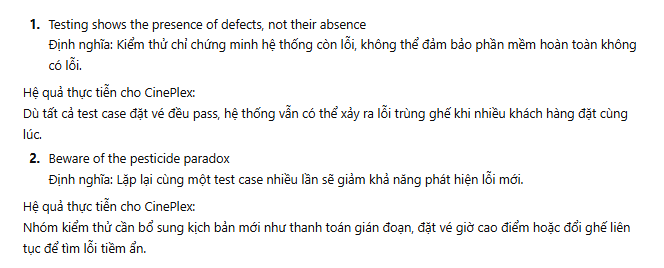 1. Testing shows the presence of defects, not their absence
Định nghĩa: Kiểm thử chỉ chứng minh hệ thống còn lỗi, không thể đảm bảo phần mềm hoàn toàn không
có lỗi.
Hệ quả thực tiễn cho CinePlex:
Dù tất cả test case đặt vé đều pass, hệ thống vẫn có thể xảy ra lỗi trùng ghế khi nhiều khách hàng đặt cùng
lúc.
2. Beware of the pesticide paradox
Định nghĩa: Lặp lại cùng một test case nhiều lần sẽ giảm khả năng phát hiện lỗi mới.
Hệ quả thực tiễn cho CinePlex:
Nhóm kiểm thử cần bổ sung kịch bản mới như thanh toán gián đoạn, đặt vé giờ cao điểm hoặc đổi ghế liên
tục để tìm lỗi tiềm ẩn.